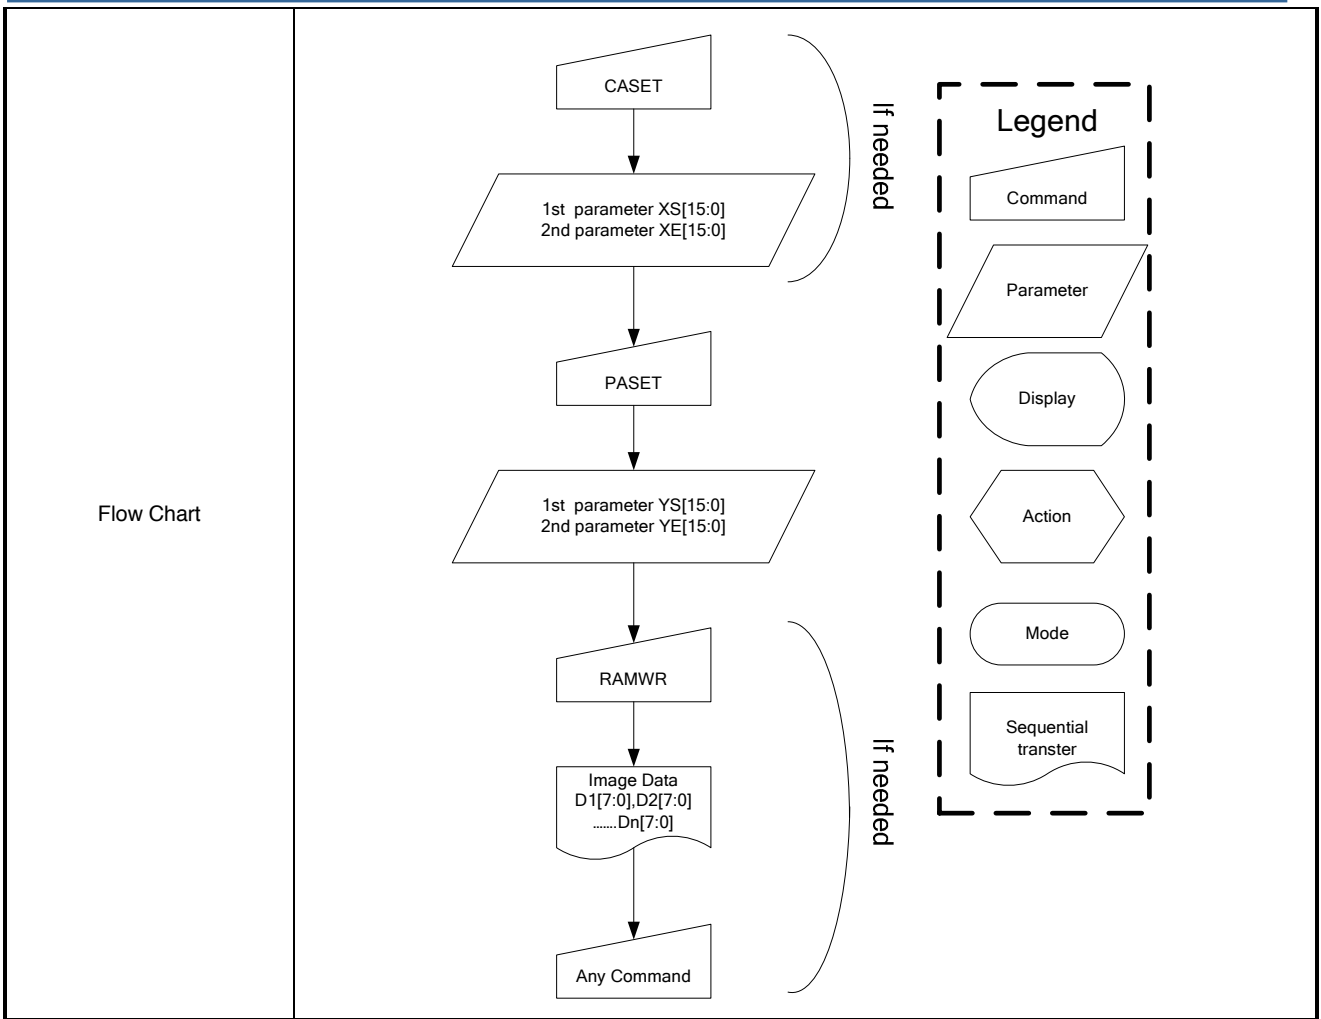 Flow Chart
CASET
1st parameter XS[15:0]
2nd parameter XE[15:0]
If needed
PASET
1st parameter YS[15:0]
2nd parameter YE[15:0]
RAMWR
Image Data
D1[7:0],D2[7:0]
.......Dn[7:0]
Any Command
If needed
Legend
Command
Parameter
Display
Action
Mode
Sequential
transter